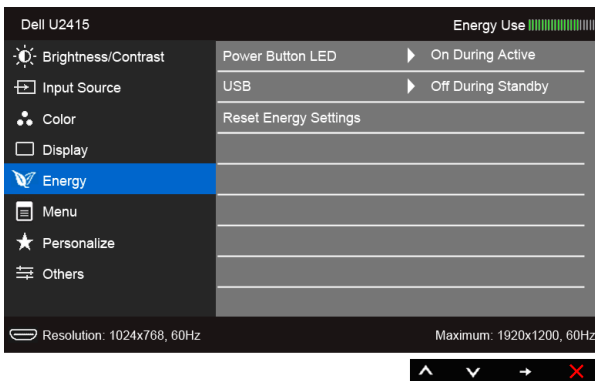 Dell U2415 Energy Use
Brightness/Contrast Power Button LED On During Active
Input Source USB Off During Standby
Color Reset Energy Settings
Display
Energy
Menu
Personalize
Others
Resolution: 1024x768, 60Hz Maximum: 1920x1200, 60Hz